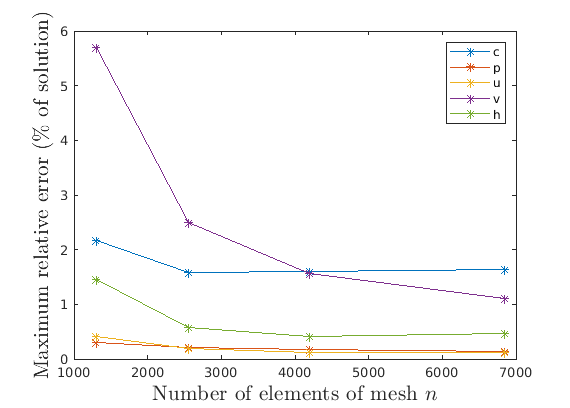 Maximum relative error (% of solution)
6
5
4
3
2
1
0
1000 2000 3000 4000 5000 6000 7000
Number of elements of mesh n
c
p
u
v
h